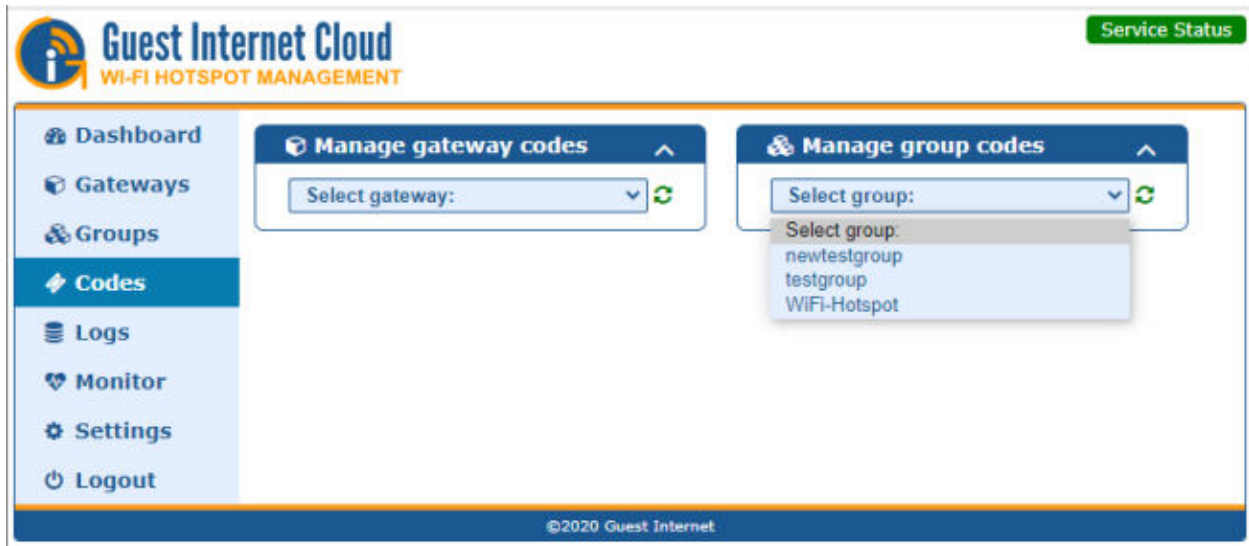 Guest Internet Cloud
WI-FI HOTSPOT MANAGEMENT
Service Status
Dashboard
Gateways
Groups
Codes
Logs
Monitor
Settings
Logout
Manage gateway codes
Select gateway:
Manage group codes
Select group:
Select group:
newtestgroup
testgroup
WiFi-Hotspot
©2020 Guest Internet